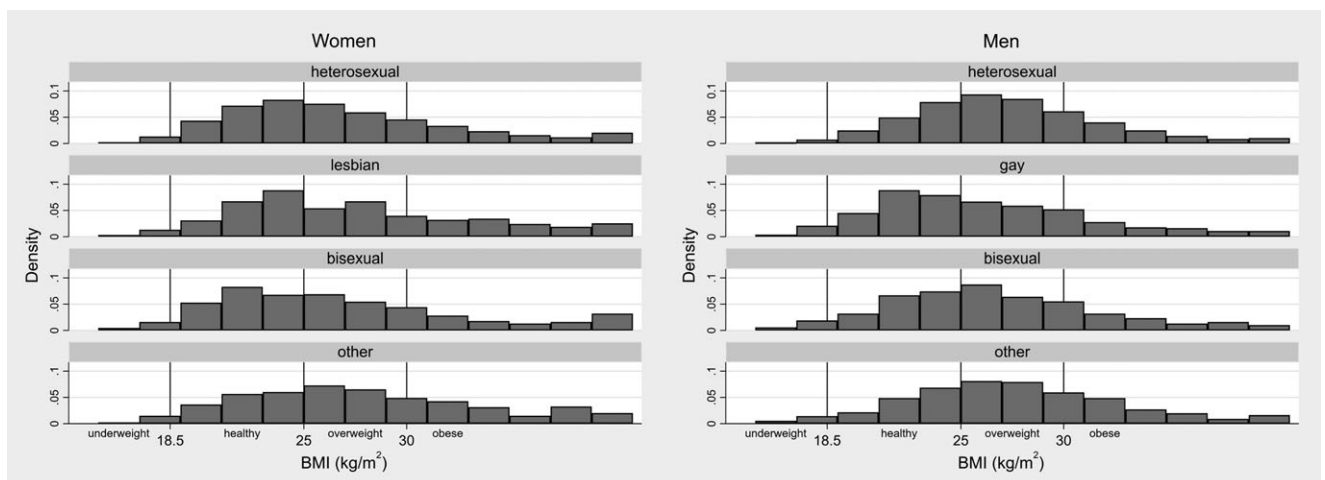 Women
heterosexual
0 .05 0.1
lesbian
0 .05 .1
bisexual
0 .05 .1
other
0 .05 .1
Density
underweight 18.5 healthy 25 overweight 30 obese
BMI (kg/m²)
Men
heterosexual
0 .05 0.1
gay
0 .05 .1
bisexual
0 .05 .1
other
0 .05 .1
Density
underweight 18.5 healthy 25 overweight 30 obese
BMI (kg/m²)